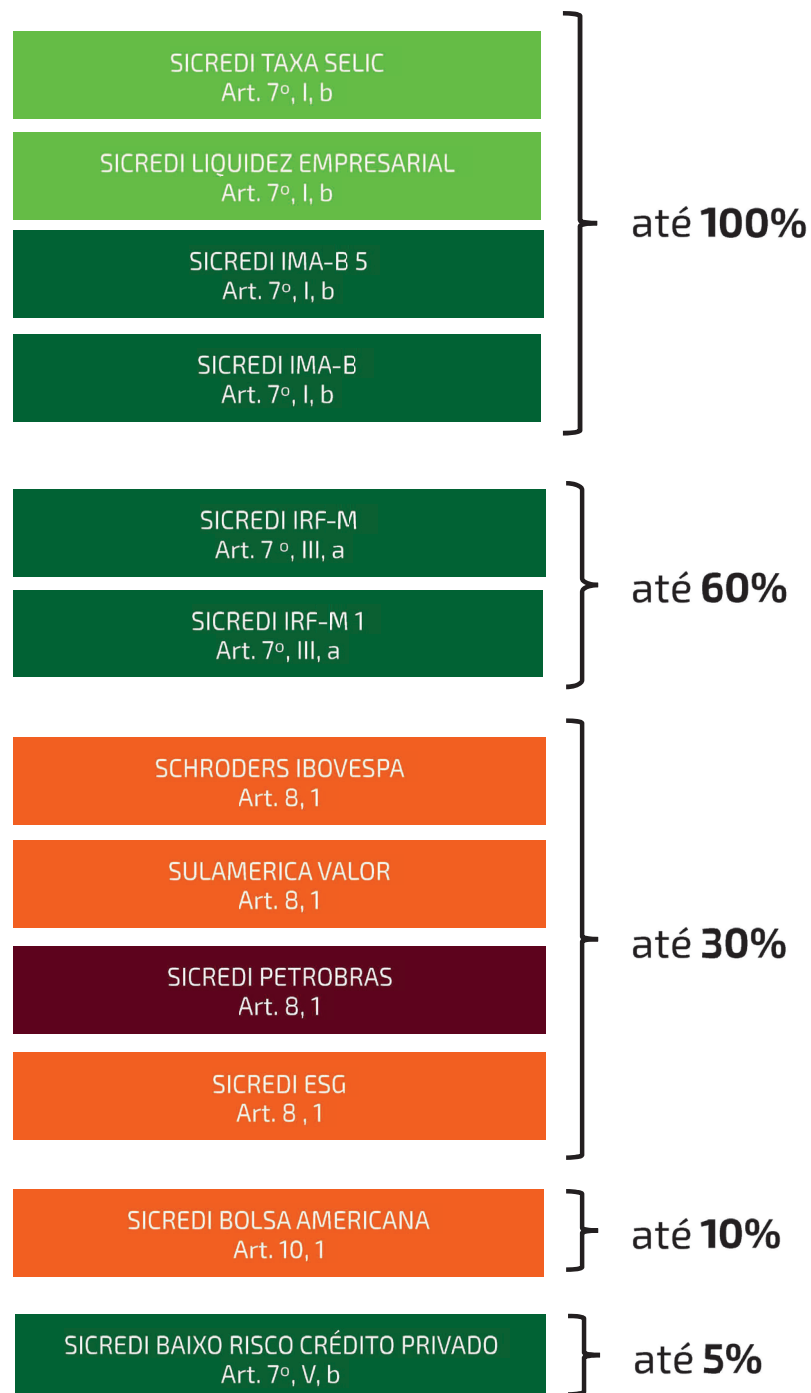 SICREDI TAXA SELIC
Art. 7º, I, b
SICREDI LIQUIDEZ EMPRESARIAL
Art. 7º, I, b
SICREDI IMA-B 5
Art. 7º, I, b
SICREDI IMA-B
Art. 7º, I, b
até 100%
SICREDI IRF-M
Art. 7 º, III, a
SICREDI IRF-M 1
Art. 7º, III, a
até 60%
SCHRODERS IBOVESPA
Art. 8, 1
SULAMERICA VALOR
Art. 8, 1
SICREDI PETROBRAS
Art. 8, 1
SICREDI ESG
Art. 8 , 1
até 30%
SICREDI BOLSA AMERICANA
Art. 10, 1
até 10%
SICREDI BAIXO RISCO CRÉDITO PRIVADO
Art. 7º, V, b
até 5%